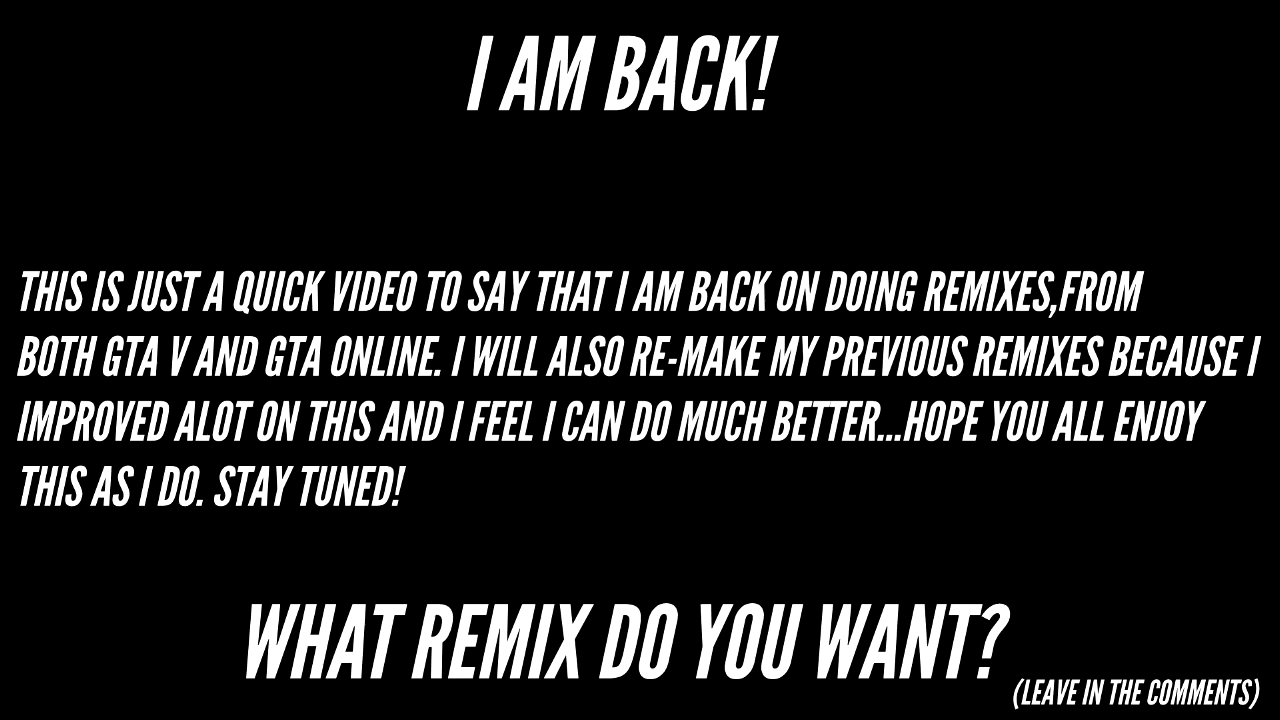 I AM BACK!
THIS IS JUST A QUICK VIDEO TO SAY THAT I AM BACK ON DOING REMIXES,FROM
BOTH GTA V AND GTA ONLINE. I WILL ALSO RE-MAKE MY PREVIOUS REMIXES BECAUSE I
IMPROVED ALOT ON THIS AND I FEEL I CAN DO MUCH BETTER...HOPE YOU ALL ENJOY
THIS AS I DO. STAY TUNED!
WHAT REMIX DO YOU WANT?
(LEAVE IN THE COMMENTS)